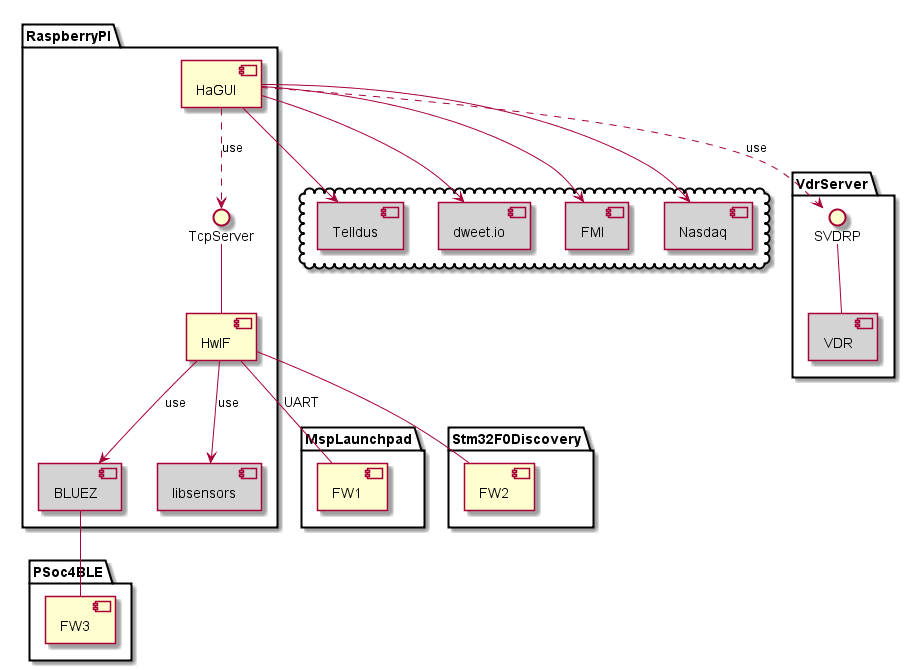 RaspberryPI
HaGUI
use
use
VdrServer
TcpServer
Telldus
dweet.io
FMI
Nasdaq
SVDRP
HwIF
VDR
use
use
UART
MspLaunchpad
Stm32F0Discovery
BLUEZ
libsensors
FW1
FW2
PSoc4BLE
FW3